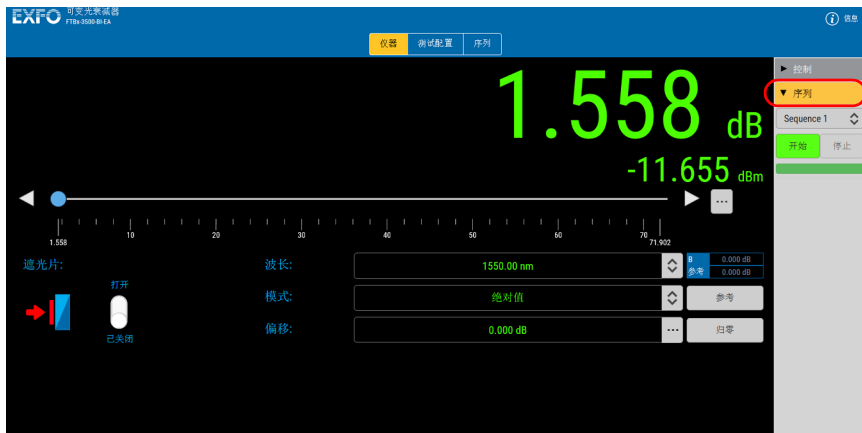 EXFO 可变光衰减器
FTBx-3500-BI-EA
信息
仪器 测试配置 序列
控制
序列
Sequence 1
开始 停止
1.558 dB
-11.655 dBm
...
1.558 10 20 30 40 50 60 70 71.902
遮光片:
打开
已关闭
波长: 1550.00 nm
B 0.000 dB
参考 0.000 dB
模式: 绝对值 参考
偏移: 0.000 dB ... 归零